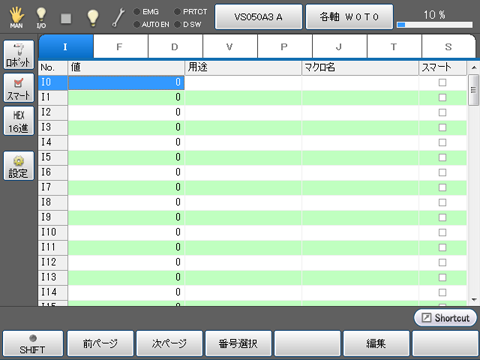 MAN I/O EMG PRTCT AUTO EN D SW VS050A3 A 各軸 W 0 T 0 10 %
I F D V P J T S
ロボット
スマート
HEX
16進
設定
No. 値 用途 マクロ名 スマート
I0 0
I1 0
I2 0
I3 0
I4 0
I5 0
I6 0
I7 0
I8 0
I9 0
I10 0
I11 0
I12 0
I13 0
I14 0
Shortcut
SHIFT 前ページ 次ページ 番号選択 編集